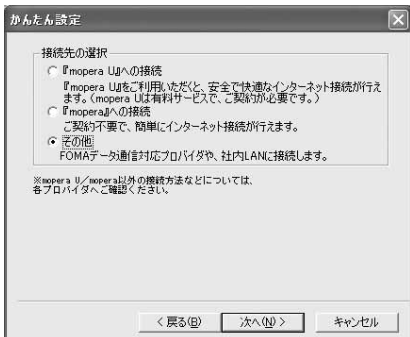 かんたん設定
接続先の選択
『mopera U』への接続
『mopera U』をご利用いただくと、安全で快適なインターネット接続が行え
ます。(mopera Uは有料サービスで、ご契約が必要です。)
『mopera』への接続
ご契約不要で、簡単にインターネット接続が行えます。
その他
FOMAデータ通信対応プロバイダや、社内LANに接続します。
※mopera U/mopera以外の接続方法などについては、
各プロバイダへご確認ください。
< 戻る(B)
次へ(N) >
キャンセル